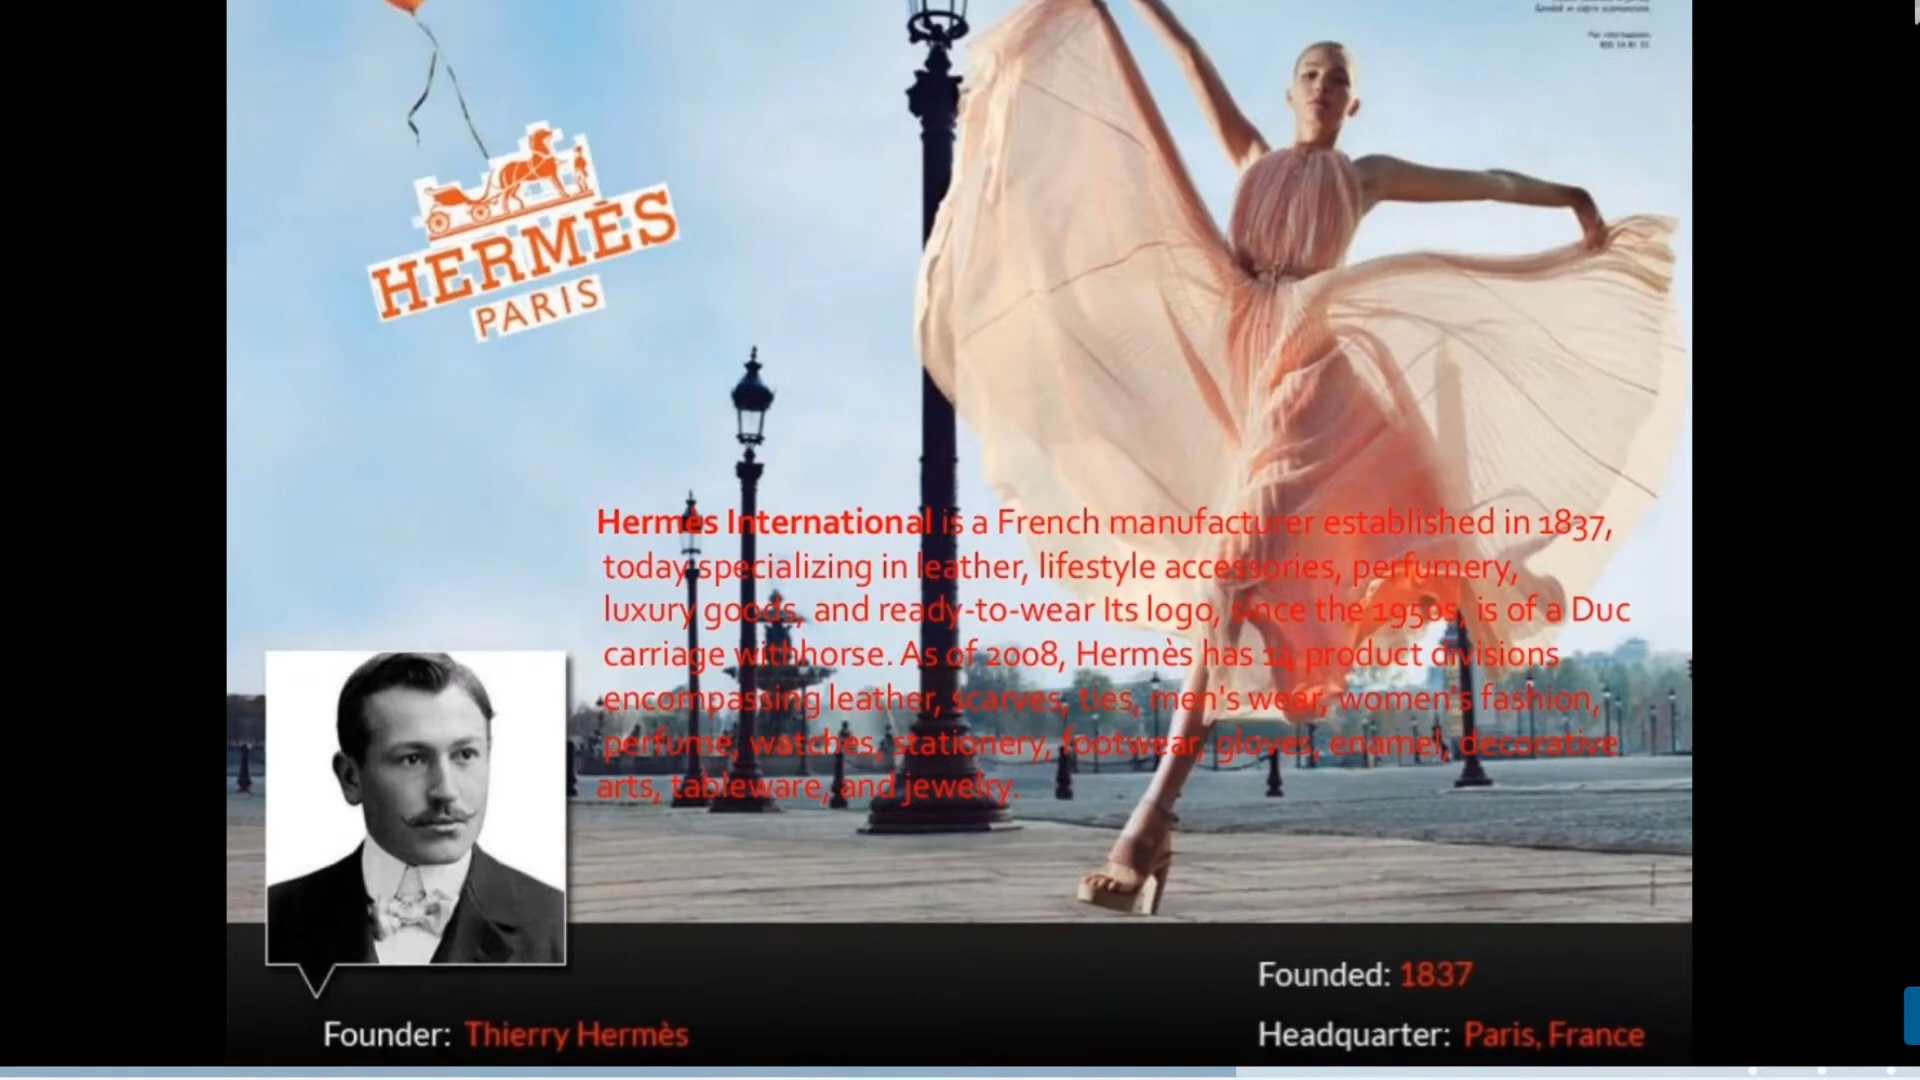 HERMÈS
PARIS
Hermès International is a French manufacturer established in 1837,
today specializing in leather, lifestyle accessories, perfumery,
luxury goods, and ready-to-wear Its logo, since the 1950s, is of a Duc
carriage withhorse. As of 2008, Hermès has 14 product divisions
encompassing leather, scarves, ties, men's wear, women's fashion,
perfume, watches, stationery, footwear, gloves, enamel, decorative
arts, tableware, and jewelry.
Founded: 1837
Founder: Thierry Hermès
Headquarter: Paris, France